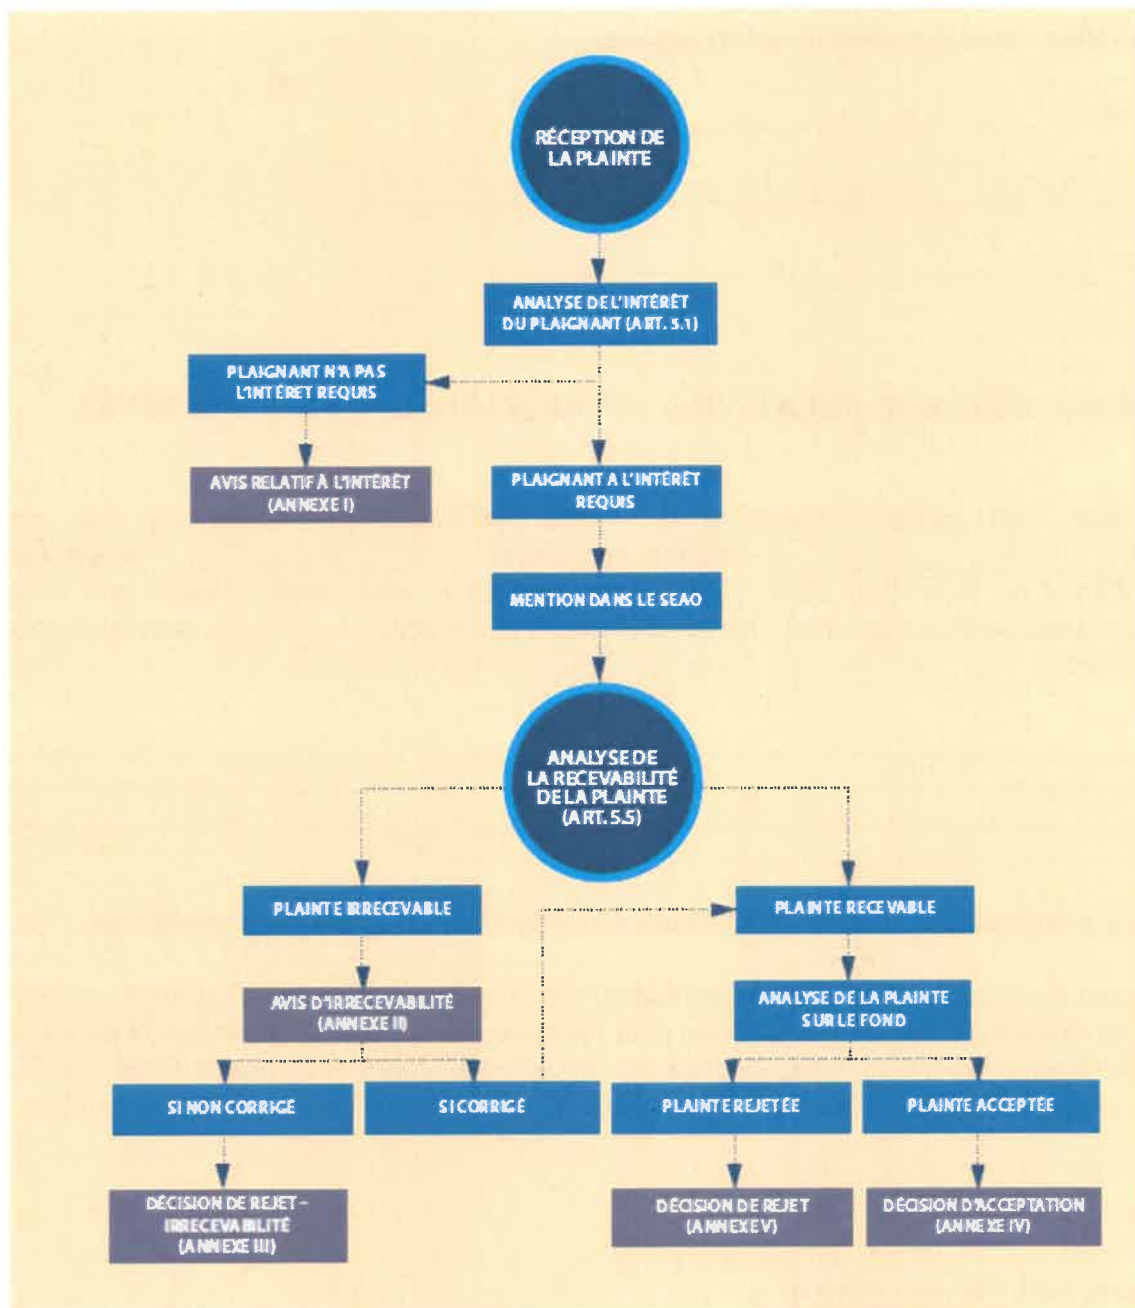 RÉCEPTION DE
LA PLAINTE
ANALYSE DE L'INTÉRÊT
DU PLAIGNANT (ART. 5.1)
PLAIGNANT N'A PAS
L'INTÉRET REQUIS
AVIS RELATIF À L'INTÉRÊT
(ANNEXE I)
PLAIGNANT A L'INTÉRÊT
REQUIS
MENTION DANS LE SEAO
ANALYSE DE
LA RECEVABILITÉ
DE LA PLAINTE
(ART. 5.5)
PLAINTE IRRECEVABLE
PLAINTE RECEVABLE
AVIS D'IRRECEVABILITÉ
(ANNEXE II)
ANALYSE DE LA PLAINTE
SUR LE FOND
SI NON CORRIGÉ
SI CORRIGÉ
PLAINTE REJETÉE
PLAINTE ACCEPTÉE
DÉCISION DE REJET –
IRRECEVABILITÉ
(ANNEXE III)
DÉCISION DE REJET
(ANNEXE V)
DÉCISION D'ACCEPTATION
(ANNEXE IV)